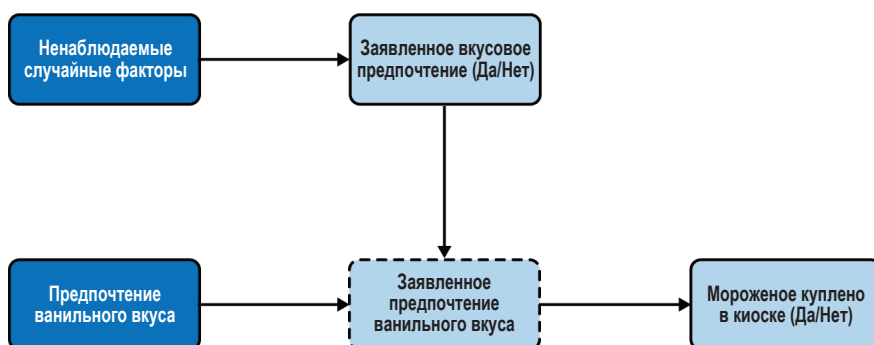 Ненаблюдаемые
случайные факторы
Заявленное вкусовое
предпочтение (Да/Нет)
Предпочтение
ванильного вкуса
Заявленное
предпочтение
ванильного вкуса
Мороженое куплено
в киоске (Да/Нет)